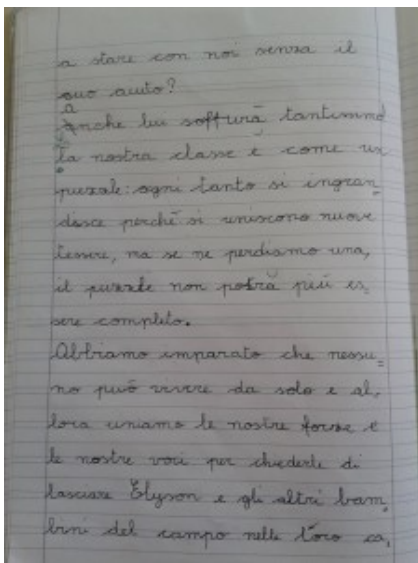 a stare con noi senza il
suo aiuto?
Anche lui soffrirà tantissimo
la nostra classe è come un
puzzle: ogni tanto si ingran=
disce perchè si uniscono nuove
tessere, ma se ne perdiamo una,
il puzzle non potrà più es=
sere completo.
Abbiamo imparato che nessu=
no può vivere da solo e al=
lora uniamo le nostre forze e
le nostre voci per chiederle di
lasciare Elyson e gli altri bam=
bini del campo nelle loro ca=